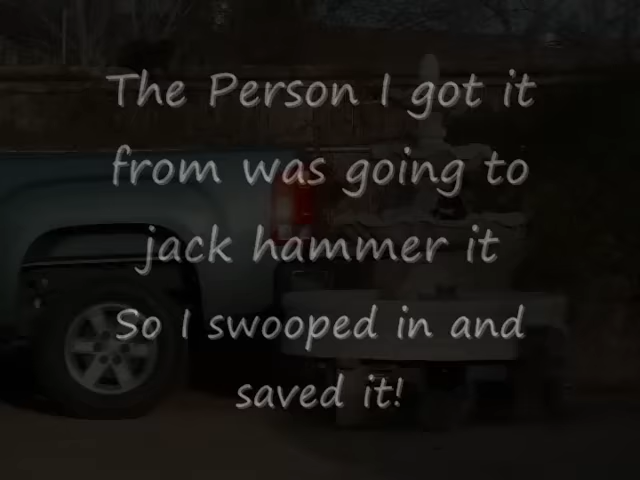 The Person I got it
from was going to
jack hammer it
So I swooped in and
saved it!